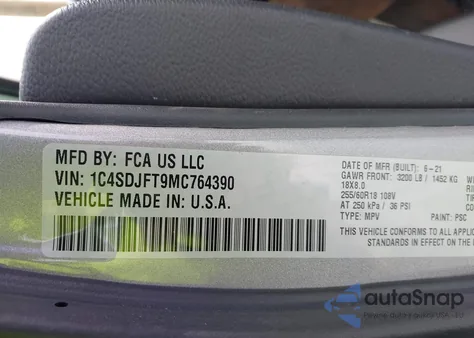 MFD BY: FCA US LLC
VIN: 1C4SDJFT9MC764390
VEHICLE MADE IN: U.S.A.
DATE OF MFR (BUILT): 6-21
GAWR FRONT: 3200 LB / 1452 KG
18X8.0
255/60R18 108V
AT 250 kPa / 36 PSI
TYPE: MPV PAINT: PSC
THIS VEHICLE CONFORMS TO ALL
STANDARDS IN EFFECT ON THE
autoSnap